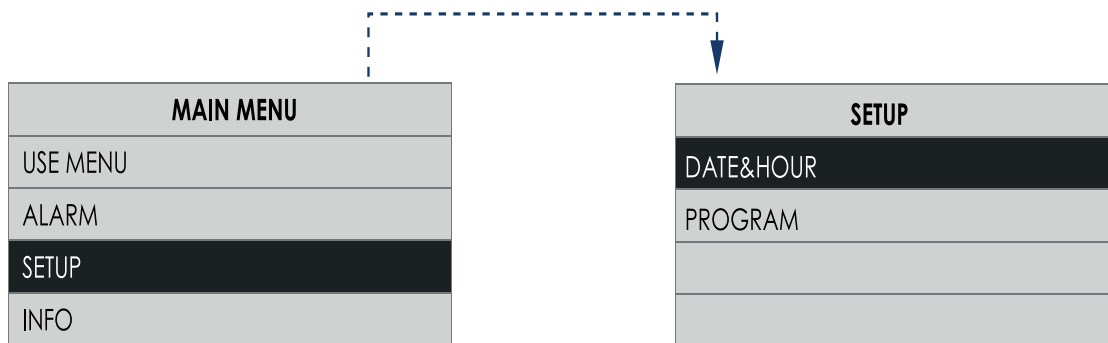 MAIN MENU
USE MENU
ALARM
SETUP
INFO
SETUP
DATE&HOUR
PROGRAM